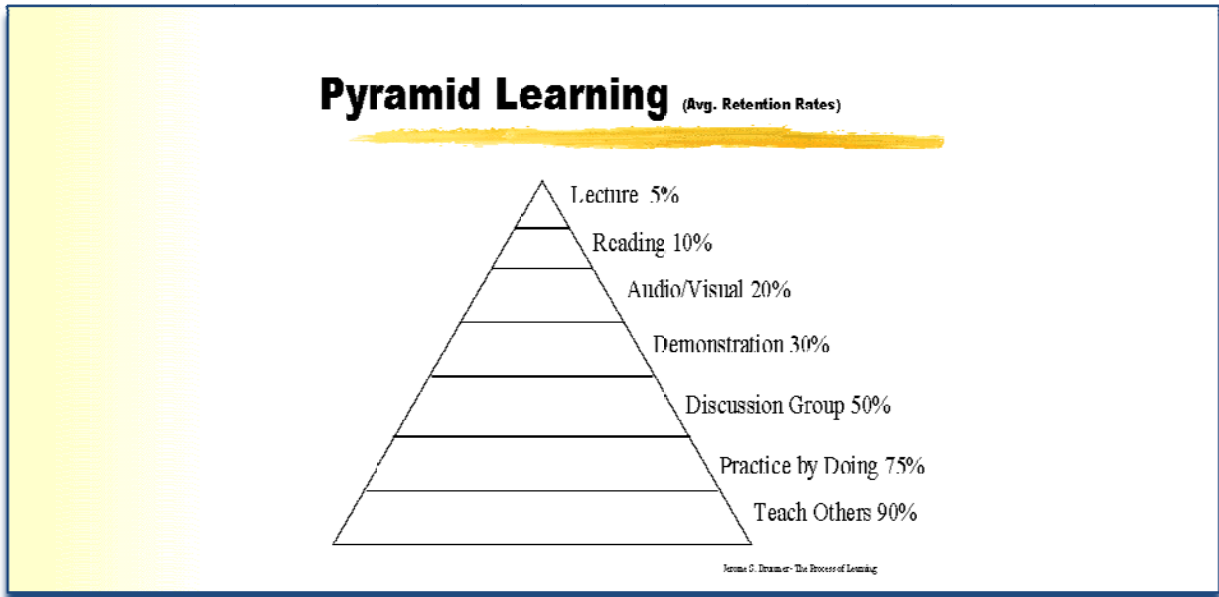 Pyramid Learning (Avg. Retention Rates)
Lecture 5%
Reading 10%
Audio/Visual 20%
Demonstration 30%
Discussion Group 50%
Practice by Doing 75%
Teach Others 90%
Jerome S. - The Process of Learning